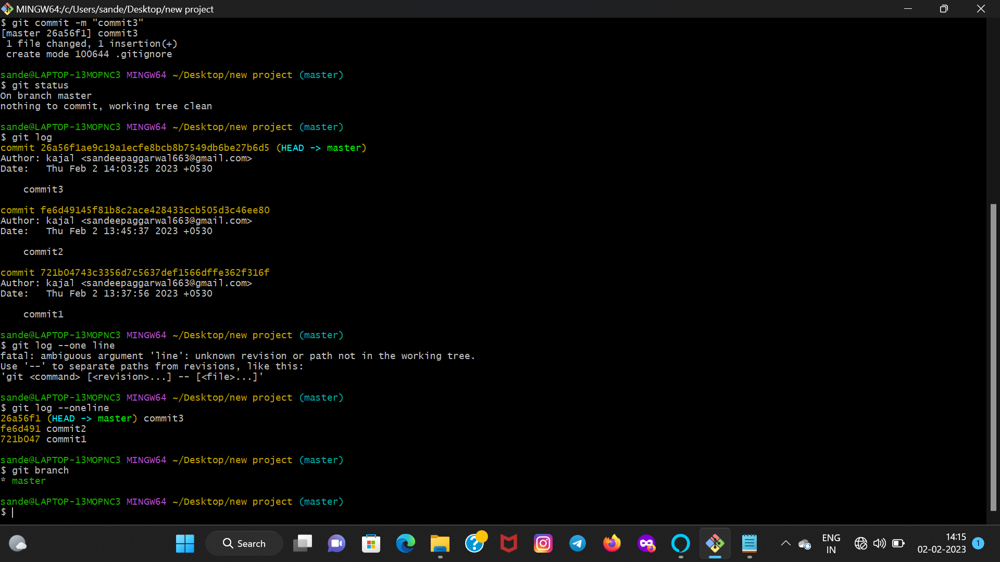 MINGW64:/c/Users/sande/Desktop/new project
$ git commit -m "commit3"
[master 26a56f1] commit3
 1 file changed, 1 insertion(+)
 create mode 100644 .gitignore
sande@LAPTOP-13MOPNC3 MINGW64 ~/Desktop/new project (master)
$ git status
On branch master
nothing to commit, working tree clean
sande@LAPTOP-13MOPNC3 MINGW64 ~/Desktop/new project (master)
$ git log
commit 26a56f1ae9c19a1ecfe8bcb8b7549db6be27b6d5 (HEAD -> master)
Author: kajal <sandeepaggarwal663@gmail.com>
Date:   Thu Feb 2 14:03:25 2023 +0530
    commit3
commit fe6d49145f81b8c2ace428433ccb505d3c46ee80
Author: kajal <sandeepaggarwal663@gmail.com>
Date:   Thu Feb 2 13:45:37 2023 +0530
    commit2
commit 721b04743c3356d7c5637def1566dffe362f316f
Author: kajal <sandeepaggarwal663@gmail.com>
Date:   Thu Feb 2 13:37:56 2023 +0530
    commit1
sande@LAPTOP-13MOPNC3 MINGW64 ~/Desktop/new project (master)
$ git log --one line
fatal: ambiguous argument 'line': unknown revision or path not in the working tree.
Use '--' to separate paths from revisions, like this:
'git <command> [<revision>...] -- [<file>...]'
sande@LAPTOP-13MOPNC3 MINGW64 ~/Desktop/new project (master)
$ git log --oneline
26a56f1 (HEAD -> master) commit3
fe6d491 commit2
721b047 commit1
sande@LAPTOP-13MOPNC3 MINGW64 ~/Desktop/new project (master)
$ git branch
* master
sande@LAPTOP-13MOPNC3 MINGW64 ~/Desktop/new project (master)
$
Search
ENG
IN
14:15
02-02-2023
1